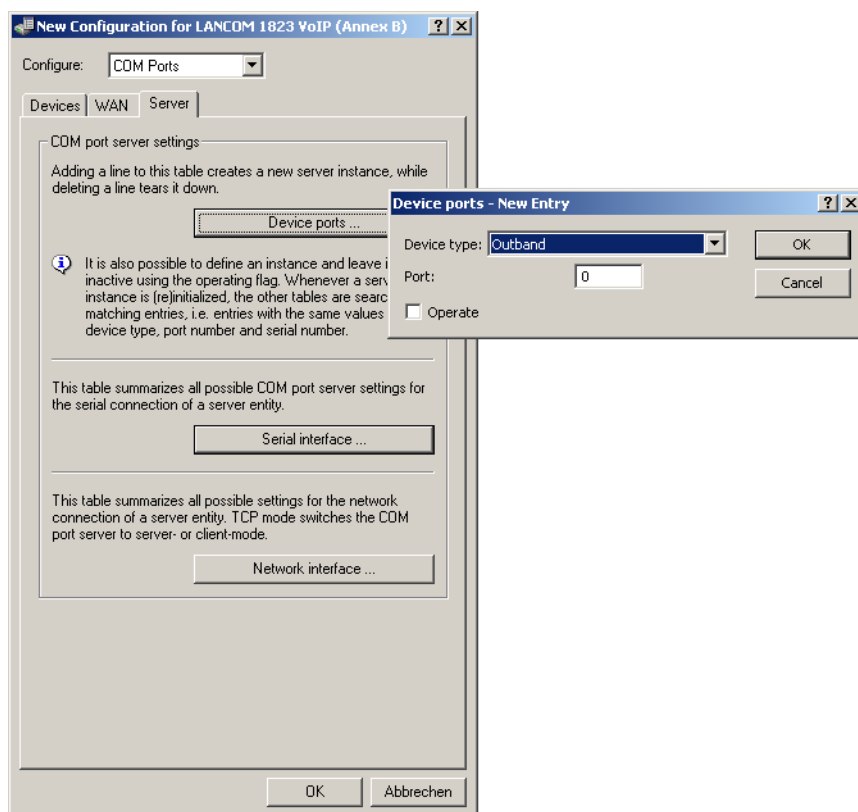 New Configuration for LANCOM 1823 VoIP (Annex B)
Configure: COM Ports
Devices WAN Server
COM port server settings
Adding a line to this table creates a new server instance, while
deleting a line tears it down.
Device ports ...
It is also possible to define an instance and leave i
inactive using the operating flag. Whenever a serv
instance is (re)initialized, the other tables are searc
matching entries, i.e. entries with the same values
device type, port number and serial number.
This table summarizes all possible COM port server settings for
the serial connection of a server entity.
Serial interface ...
This table summarizes all possible settings for the network
connection of a server entity. TCP mode switches the COM
port server to server- or client-mode.
Network interface ...
OK Abbrechen
Device ports - New Entry
Device type: Outband
OK
Port: 0
Cancel
Operate